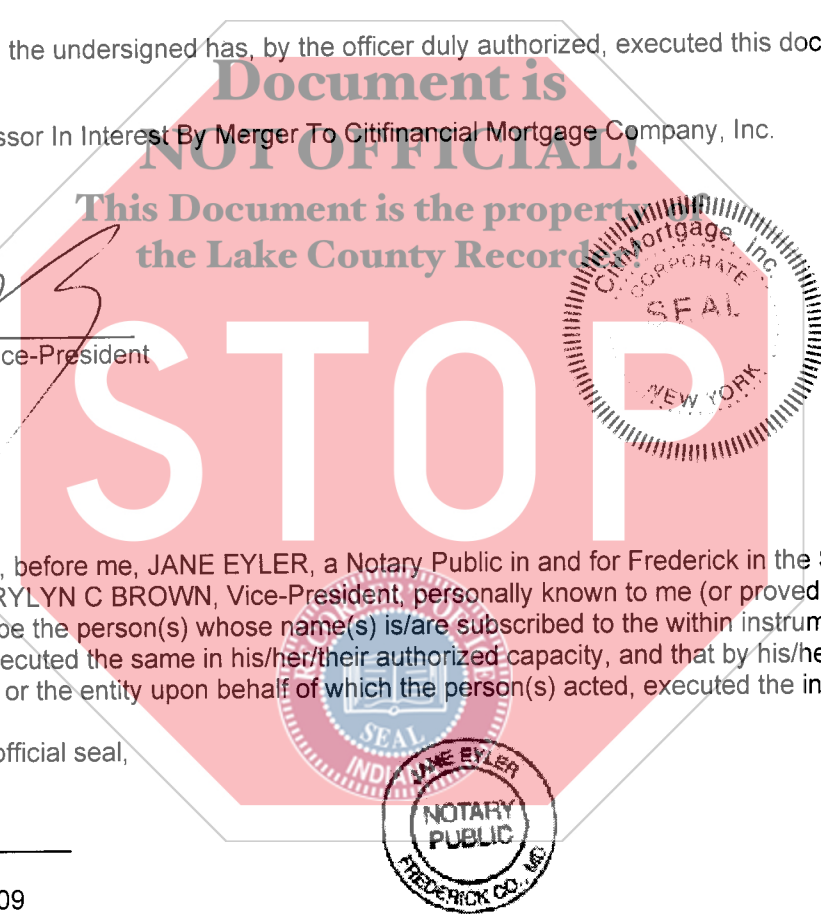 the undersigned has, by the officer duly authorized, executed this doc
Document is
ssor In Interest By Merger To Citifinancial Mortgage Company, Inc.
NOT OFFICIAL!
This Document is the property of
the Lake County Recorder!
CitiMortgage, Inc.
CORPORATE
SEAL
NEW YORK
ce-President
STOP
, before me, JANE EYLER, a Notary Public in and for Frederick in the S
RYLYN C BROWN, Vice-President, personally known to me (or proved
be the person(s) whose name(s) is/are subscribed to the within instrum
ecuted the same in his/her/their authorized capacity, and that by his/he
or the entity upon behalf of which the person(s) acted, executed the in
RECORDER'S OFFICE
SEAL
INDIANA
official seal,
JANE EYLER
NOTARY
PUBLIC
FREDERICK CO., MD
09